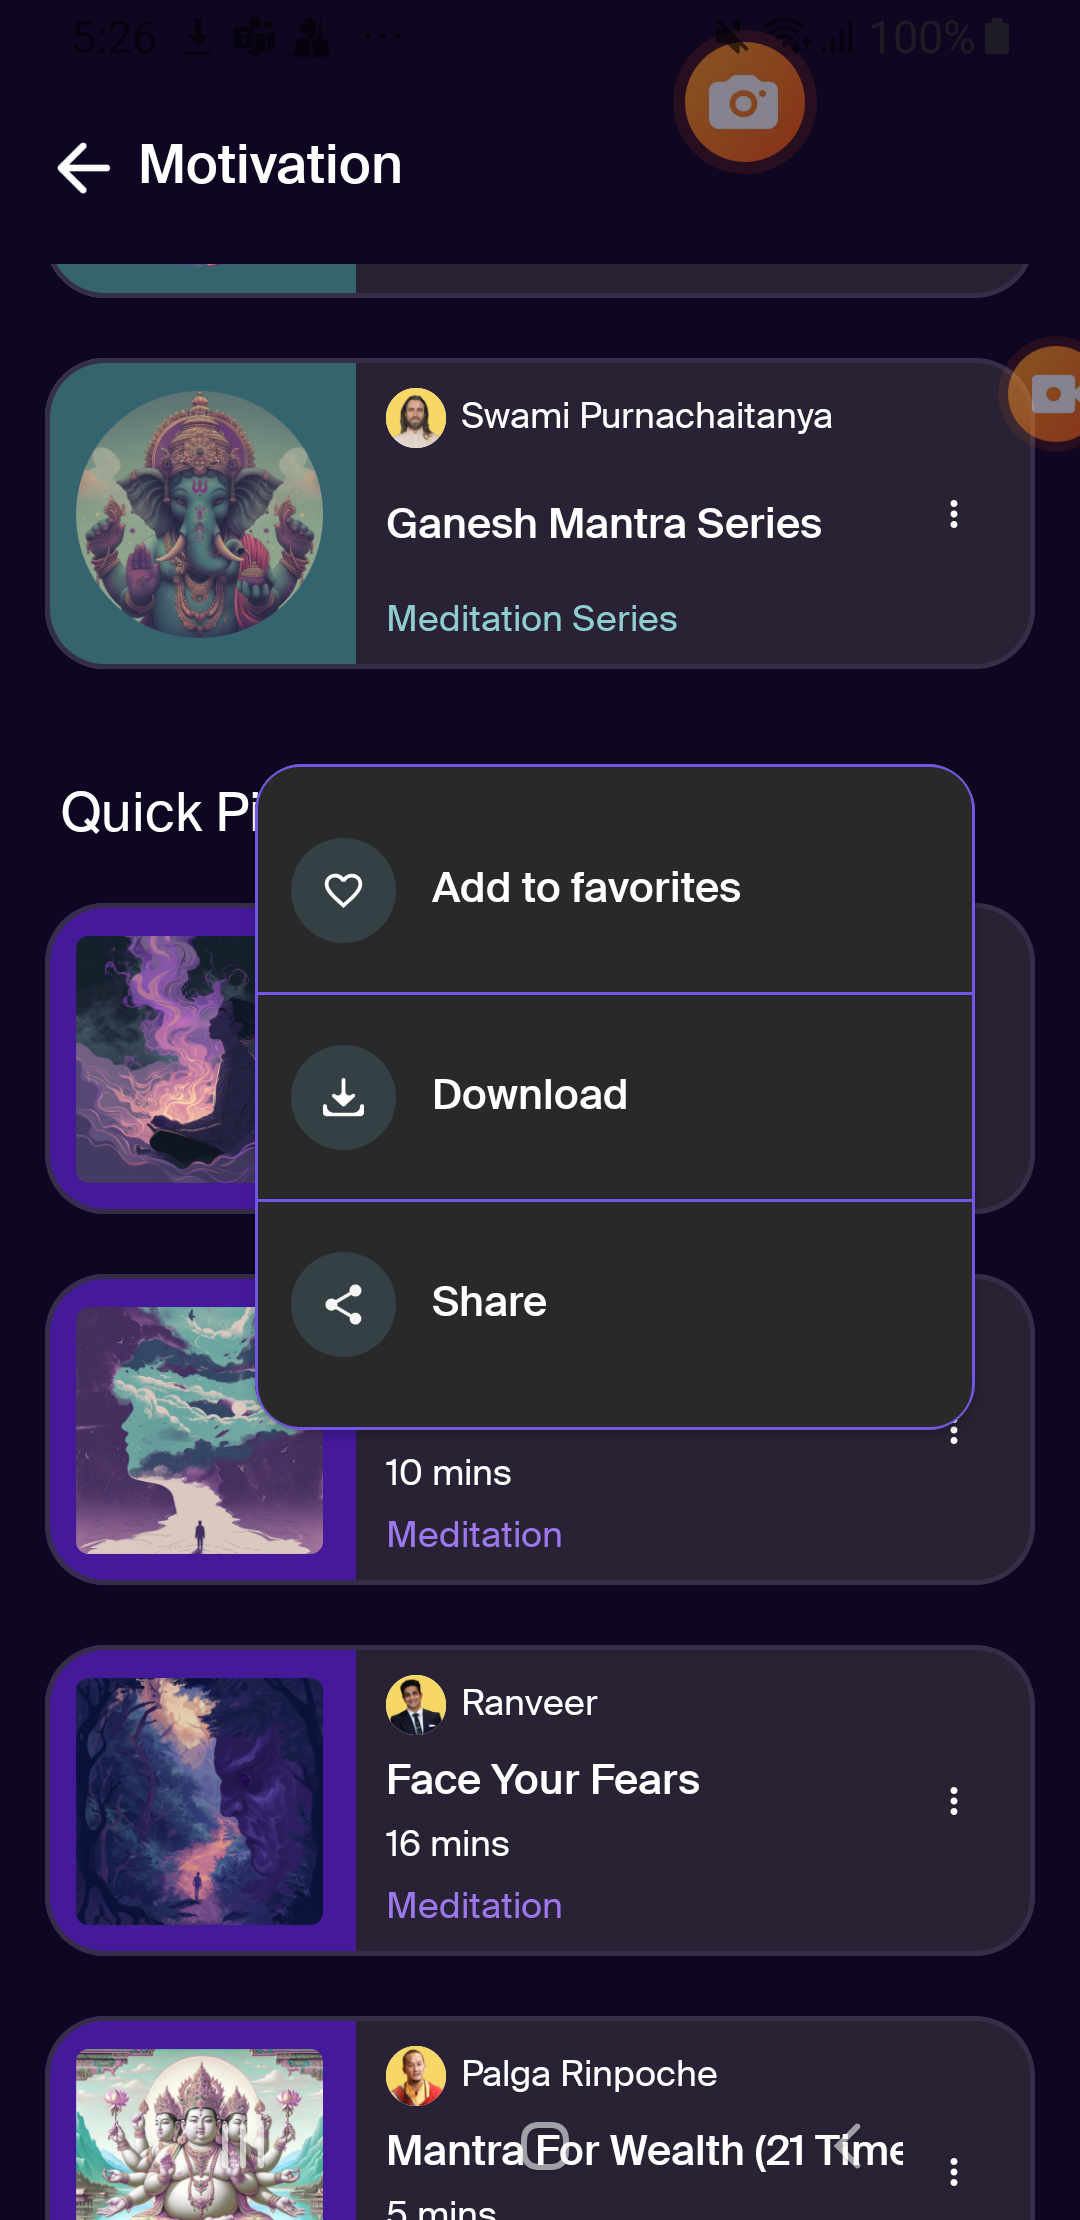 5:26
100%
Motivation
Swami Purnachaitanya
Ganesh Mantra Series
Meditation Series
Quick
Add to favorites
Download
Share
10 mins
Meditation
Ranveer
Face Your Fears
16 mins
Meditation
Palga Rinpoche
Mantra For Wealth (21 Time
5 mins